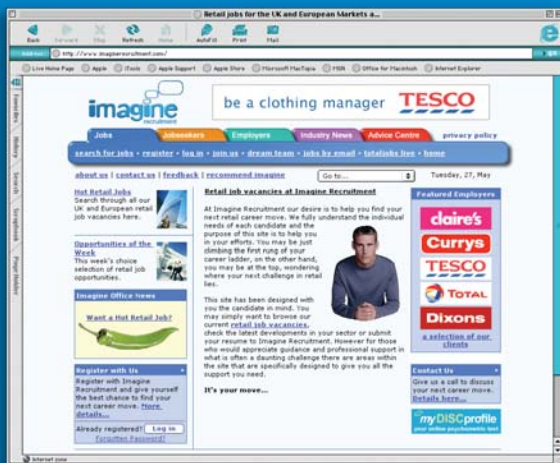 Retail jobs for the UK and European Markets a...
Back Forward Stop Refresh Home AutoFill Print Mail
Address http://www.imaginerecruitment.com/ go
Live Home Page Apple iTools Apple Support Apple Store Microsoft MacTopia MSN Office for Macintosh Internet Explorer
Favorites
History
Search
Scrapbook
Page Holder
imagine
recruitment
be a clothing manager TESCO
Jobs Jobseekers Employers Industry News Advice Centre privacy policy
search for jobs • register • log in • join us • dream team • jobs by email • totaljobs live • home
about us | contact us | feedback | recommend imagine
Go to...
Tuesday, 27, May
Hot Retail Jobs
Search through all our
UK and European retail
job vacancies here.
Opportunities of the
Week
This week's choice
selection of retail job
opportunities.
Imagine Office News
Want a Hot Retail Job?
Register with Us
Register with Imagine
Recruitment and give yourself
the best chance to find your
next career move. More
details...
Already registered? Log in
Forgotten Password?
Retail job vacancies at Imagine Recruitment
At Imagine Recruitment our desire is to help you find your
next retail career move. We fully understand the individual
needs of each candidate and the
purpose of this site is to help you
in your efforts. You may be just
climbing the first rung of your
career ladder, on the other hand,
you may be at the top, wondering
where your next challenge in retail
lies.
This site has been designed with
you the candidate in mind. You
may simply want to browse our
current retail job vacancies,
check the latest developments in your sector or submit
your resume to Imagine Recruitment. However for those
who would appreciate guidance and professional support in
what is often a daunting challenge there are areas within
the site that are specifically designed to give you all the
support you need.
It's your move...
Featured Employers
claire's
Currys
TESCO
TOTAL
Dixons
a selection of our
clients
Contact Us
Give us a call to discuss
your next career move.
Details here...
myDISCprofile
your online psychometric test
Internet zone